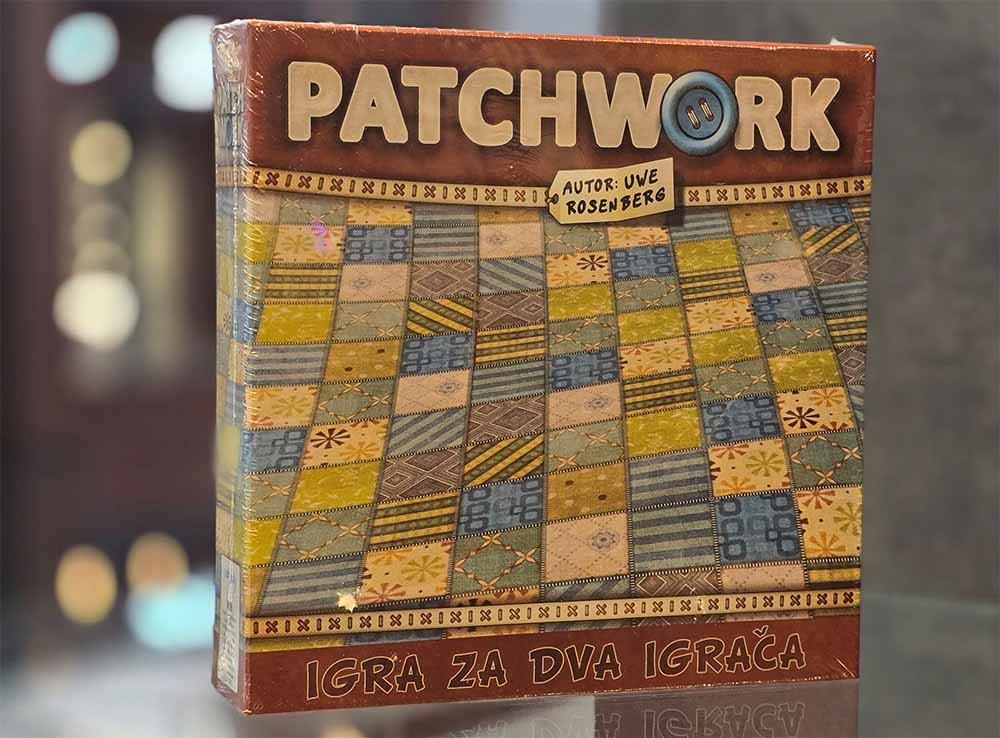 PATCHWORK
AUTOR: UWE
ROSENBERG
IGRA ZA DVA IGRAČA